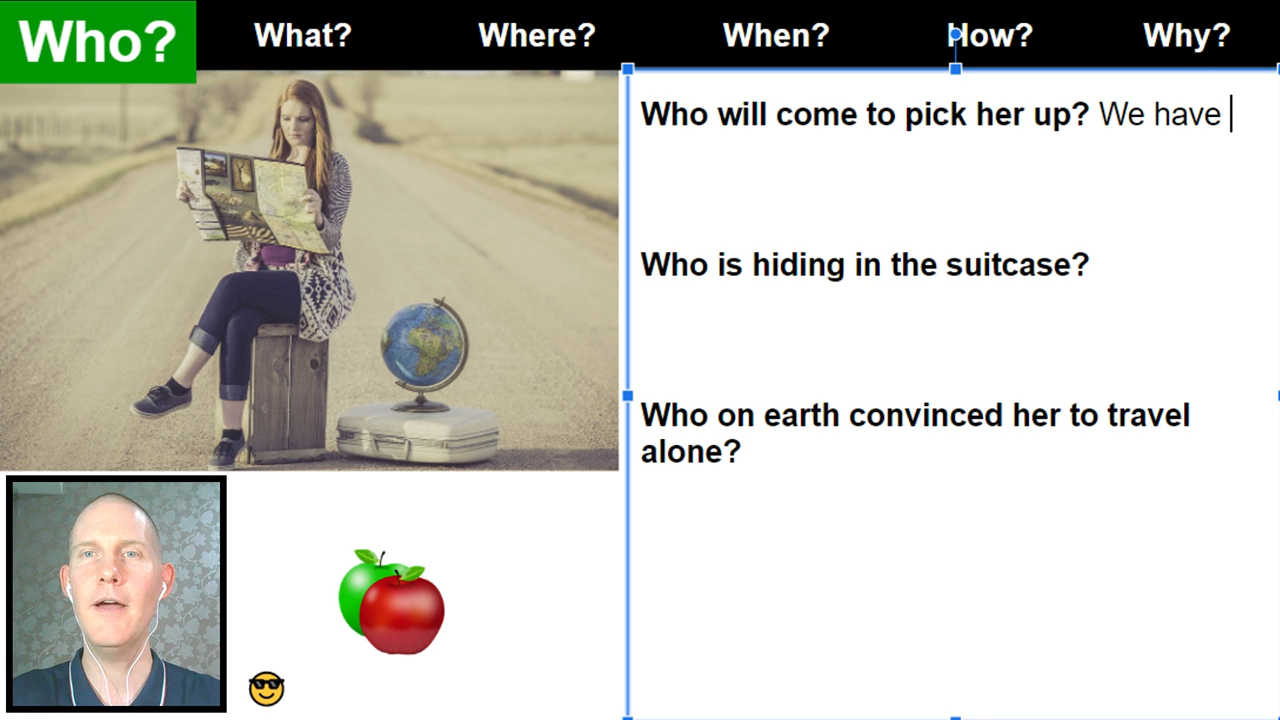 Who?
What?
Where?
When?
How?
Why?
Who will come to pick her up? We have
Who is hiding in the suitcase?
Who on earth convinced her to travel
alone?